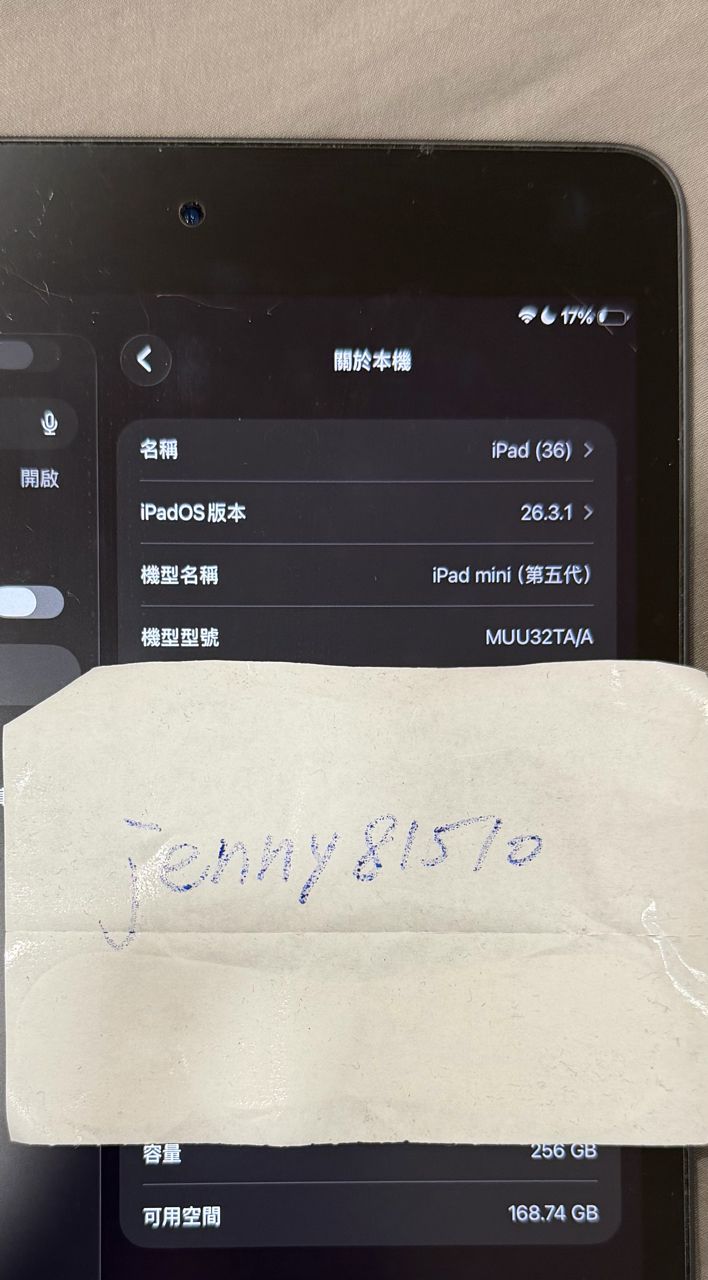 17%
關於本機
開啟
名稱 iPad (36)
iPadOS版本 26.3.1
機型名稱 iPad mini (第五代)
機型型號 MUU32TA/A
jenny81510
容量 256 GB
可用空間 168.74 GB